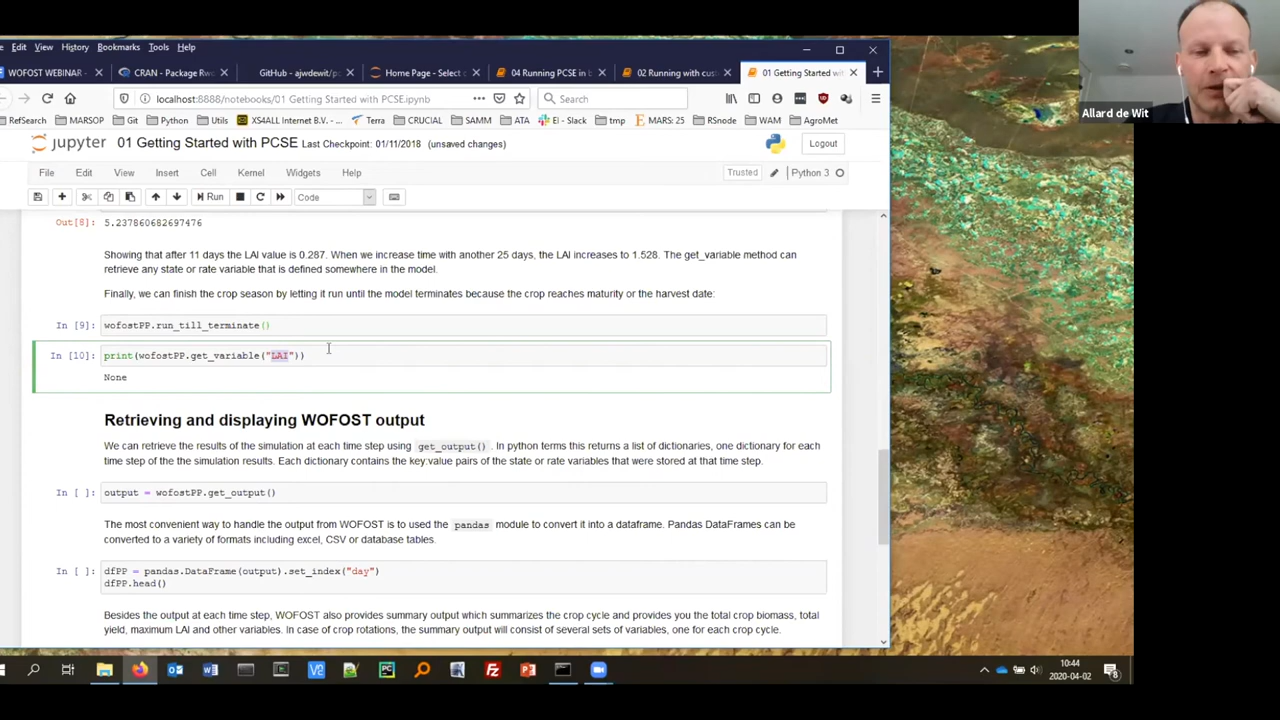 Edit View History Bookmarks Tools Help
WOFOST WEBINAR - CRAN - Package Rw GitHub - ajwdewit/p Home Page - Select 04 Running PCSE in b 02 Running with cust 01 Getting Started wit
localhost:8888/notebooks/01 Getting Started with PCSE.ipynb
Search
RefSearch MARSOP Git Python Utils XS4ALL Internet B.V. - ... Terra CRUCIAL SAMM ATA EI - Slack tmp MARS: 25 RSnode WAM AgroMet
jupyter 01 Getting Started with PCSE Last Checkpoint: 01/11/2018 (unsaved changes)
Logout
File Edit View Insert Cell Kernel Widgets Help
Trusted Python 3
Run Code
Out[8]: 5.237860682697476
Showing that after 11 days the LAI value is 0.287. When we increase time with another 25 days, the LAI increases to 1.528. The get_variable method can
retrieve any state or rate variable that is defined somewhere in the model.
Finally, we can finish the crop season by letting it run until the model terminates because the crop reaches maturity or the harvest date:
In [9]: wofostPP.run_till_terminate()
In [10]: print(wofostPP.get_variable("LAI"))
None
Retrieving and displaying WOFOST output
We can retrieve the results of the simulation at each time step using get_output() . In python terms this returns a list of dictionaries, one dictionary for each
time step of the the simulation results. Each dictionary contains the key:value pairs of the state or rate variables that were stored at that time step.
In [ ]: output = wofostPP.get_output()
The most convenient way to handle the output from WOFOST is to used the pandas module to convert it into a dataframe. Pandas DataFrames can be
converted to a variety of formats including excel, CSV or database tables.
In [ ]: dfPP = pandas.DataFrame(output).set_index("day")
dfPP.head()
Besides the output at each time step, WOFOST also provides summary output which summarizes the crop cycle and provides you the total crop biomass, total
yield, maximum LAI and other variables. In case of crop rotations, the summary output will consist of several sets of variables, one for each crop cycle.
Allard de Wit
10:44
2020-04-02
8